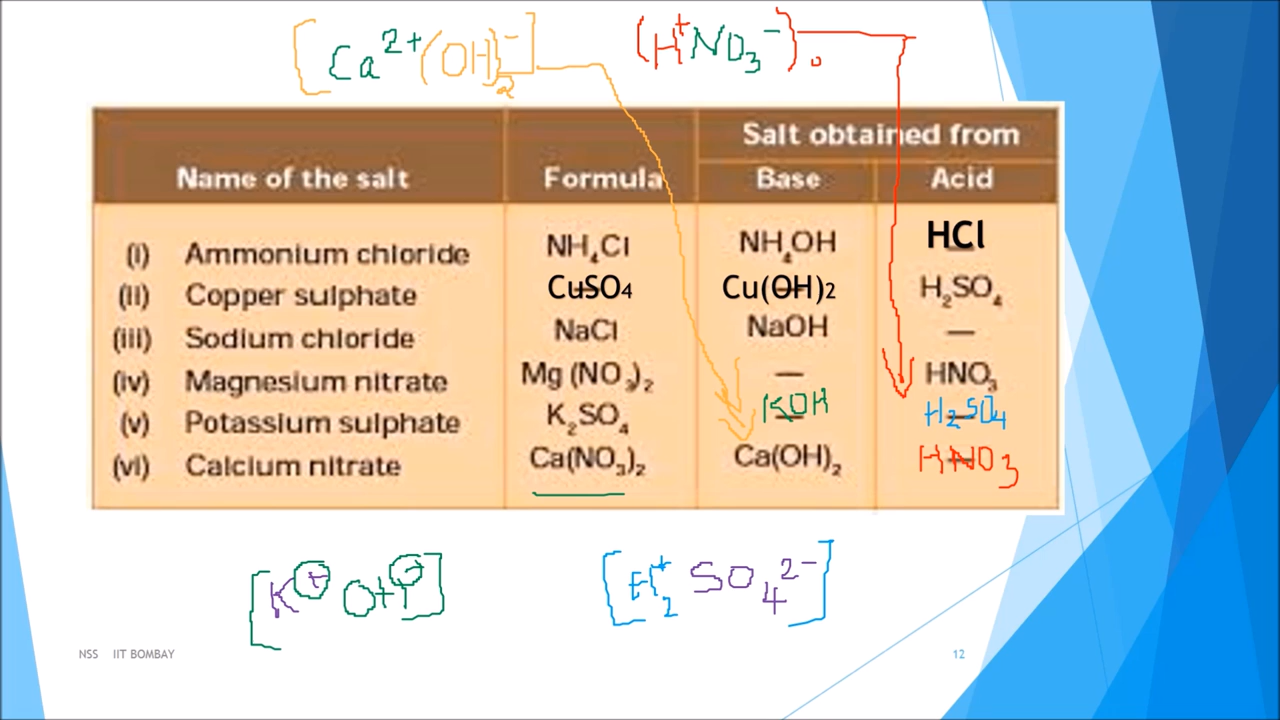 [Ca²⁺(OH)₂⁻] (H⁺NO₃⁻).
Salt obtained from
Name of the salt Formula Base Acid
(i) Ammonium chloride NH₄Cl NH₄OH HCl
(ii) Copper sulphate CuSO4 Cu(OH)2 H₂SO₄
(iii) Sodium chloride NaCl NaOH —
(iv) Magnesium nitrate Mg (NO₃)₂ — HNO₃
(v) Potassium sulphate K₂SO₄ KOH H₂SO₄
(vi) Calcium nitrate Ca(NO₃)₂ Ca(OH)₂ HNO₃
[K⁺ OH⁻] [H₂⁺ SO₄²⁻]
NSS IIT BOMBAY 12